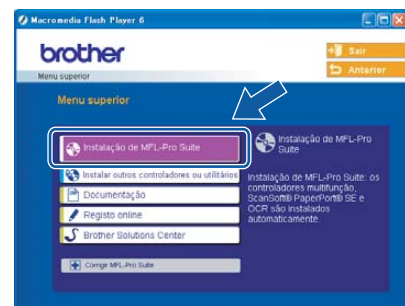 Macromedia Flash Player 6
brother
Sair
Anterior
Menu superior
Menu superior
Instalação de MFL-Pro Suite
Instalar outros controladores ou utilitários
Documentação
Registo online
Brother Solutions Center
Corrige MFL-Pro Suite
Instalação de MFL-Pro
Suite
Instalação de MFL-Pro Suite: os
controladores multifunção,
ScanSoft® PaperPort® SE e
OCR são instalados
automaticamente.